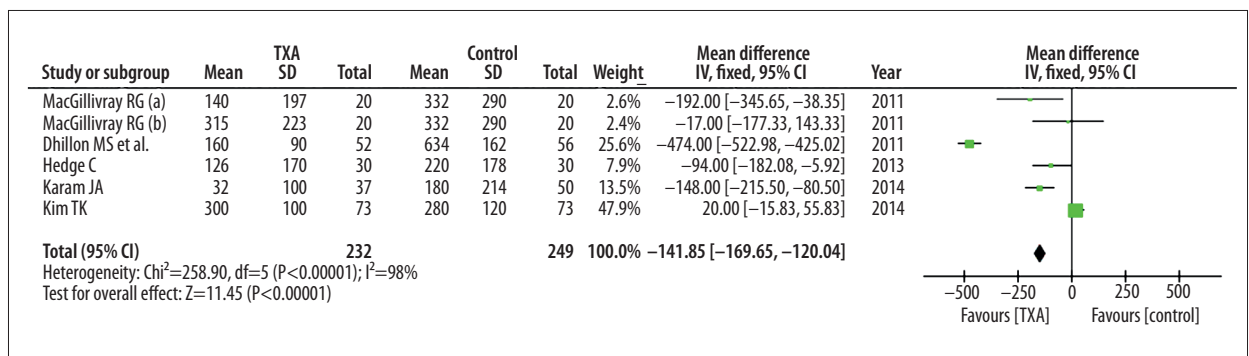 TXA Control Mean difference Mean difference
Study or subgroup Mean SD Total Mean SD Total Weight IV, fixed, 95% CI Year IV, fixed, 95% CI
MacGillivray RG (a) 140 197 20 332 290 20 2.6% −192.00 [−345.65, −38.35] 2011
MacGillivray RG (b) 315 223 20 332 290 20 2.4% −17.00 [−177.33, 143.33] 2011
Dhillon MS et al. 160 90 52 634 162 56 25.6% −474.00 [−522.98, −425.02] 2011
Hedge C 126 170 30 220 178 30 7.9% −94.00 [−182.08, −5.92] 2013
Karam JA 32 100 37 180 214 50 13.5% −148.00 [−215.50, −80.50] 2014
Kim TK 300 100 73 280 120 73 47.9% 20.00 [−15.83, 55.83] 2014
Total (95% CI) 232 249 100.0% −141.85 [−169.65, −120.04]
Heterogeneity: Chi²=258.90, df=5 (P<0.00001); I²=98%
Test for overall effect: Z=11.45 (P<0.00001)
−500 −250 0 250 500
Favours [TXA] Favours [control]